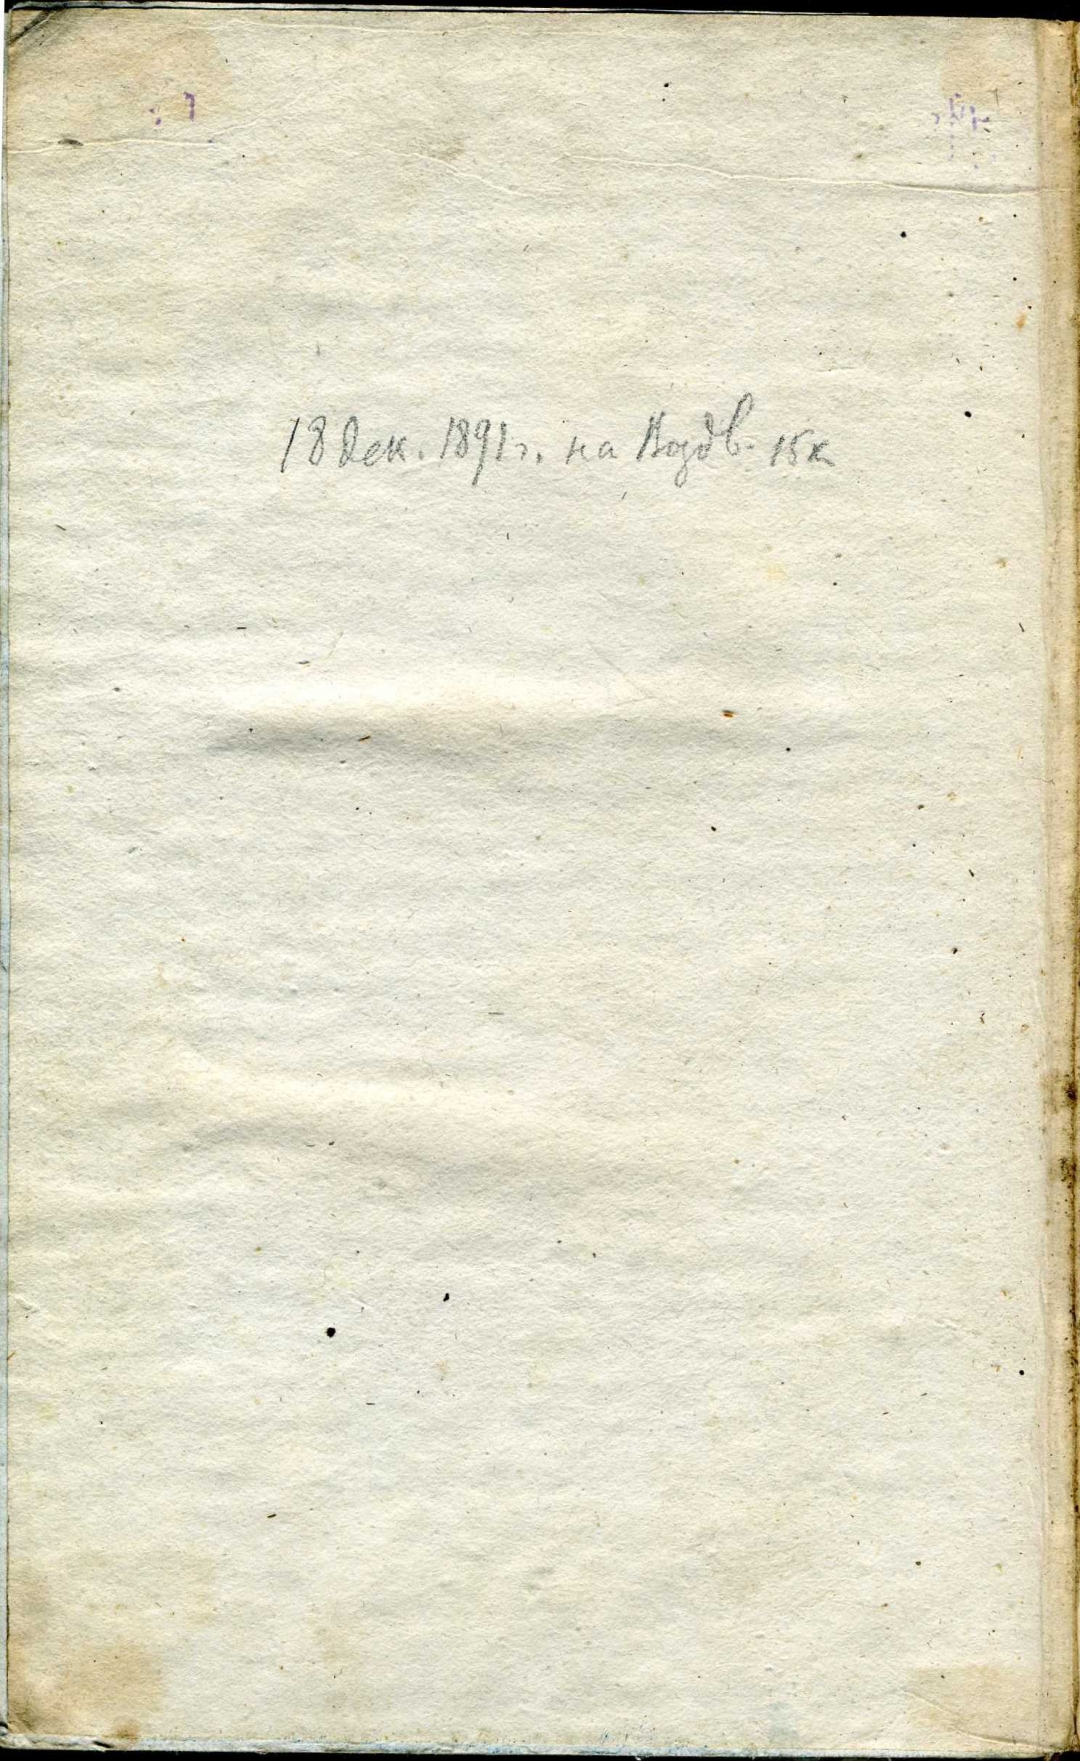 18 дек. 1891 г. на Воздв. 15 к